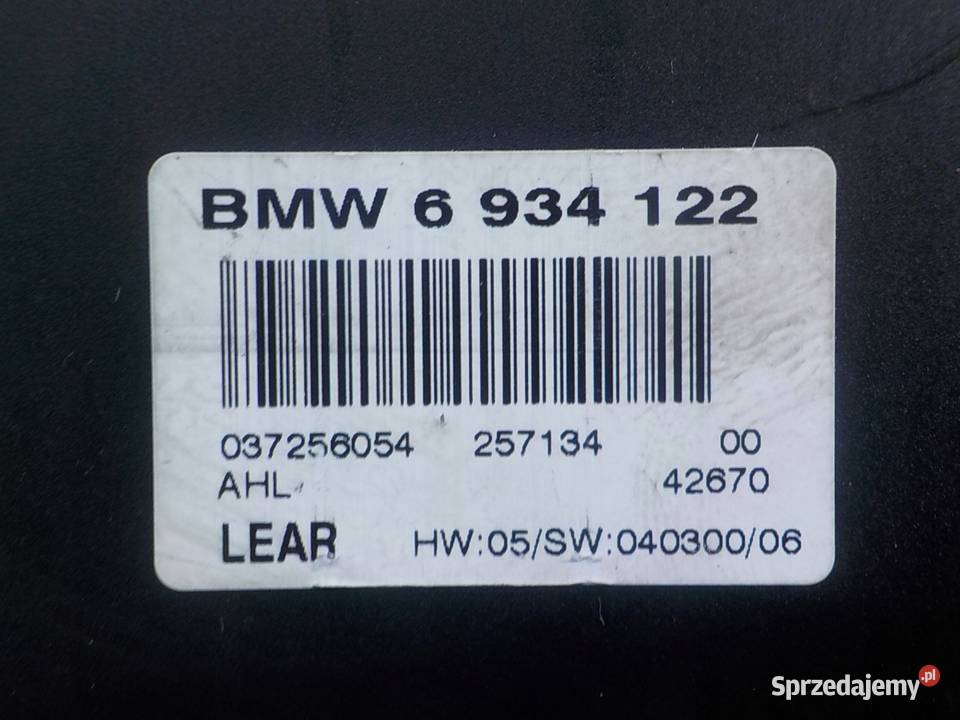 BMW 6 934 122
037256054 257134 00
AHL 42670
LEAR HW:05/SW:040300/06
Sprzedajemy.pl